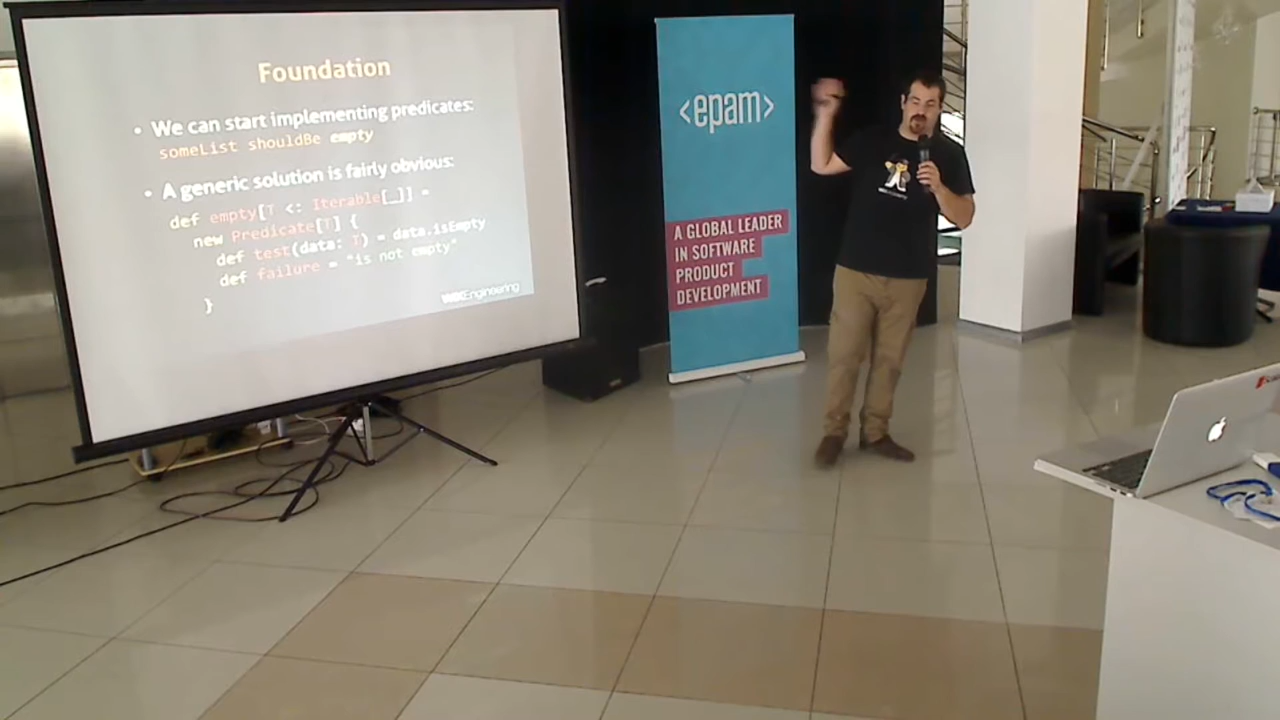 Foundation
• We can start implementing predicates:
someList shouldBe empty
• A generic solution is fairly obvious:
def empty[T <: Iterable[_]] =
new Predicate[T] {
def test(data: T) = data.isEmpty
def failure = "is not empty"
}
WIXEngineering
<epam>
A GLOBAL LEADER
IN SOFTWARE
PRODUCT
DEVELOPMENT